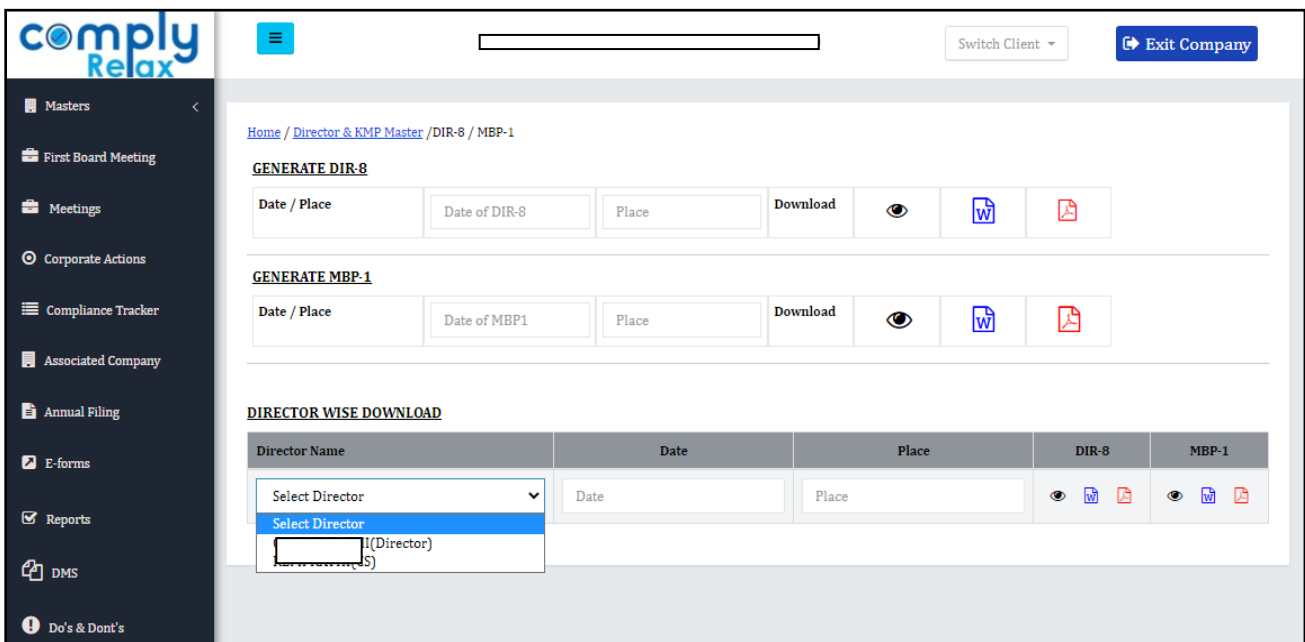 comply
Relax
Switch Client
Exit Company
Masters
First Board Meeting
Meetings
Corporate Actions
Compliance Tracker
Associated Company
Annual Filing
E-forms
Reports
DMS
Do's & Dont's
Home / Director & KMP Master /DIR-8 / MBP-1
GENERATE DIR-8
Date / Place Date of DIR-8 Place Download
GENERATE MBP-1
Date / Place Date of MBP1 Place Download
DIRECTOR WISE DOWNLOAD
Director Name Date Place DIR-8 MBP-1
Select Director Date Place
Select Director
(Director)